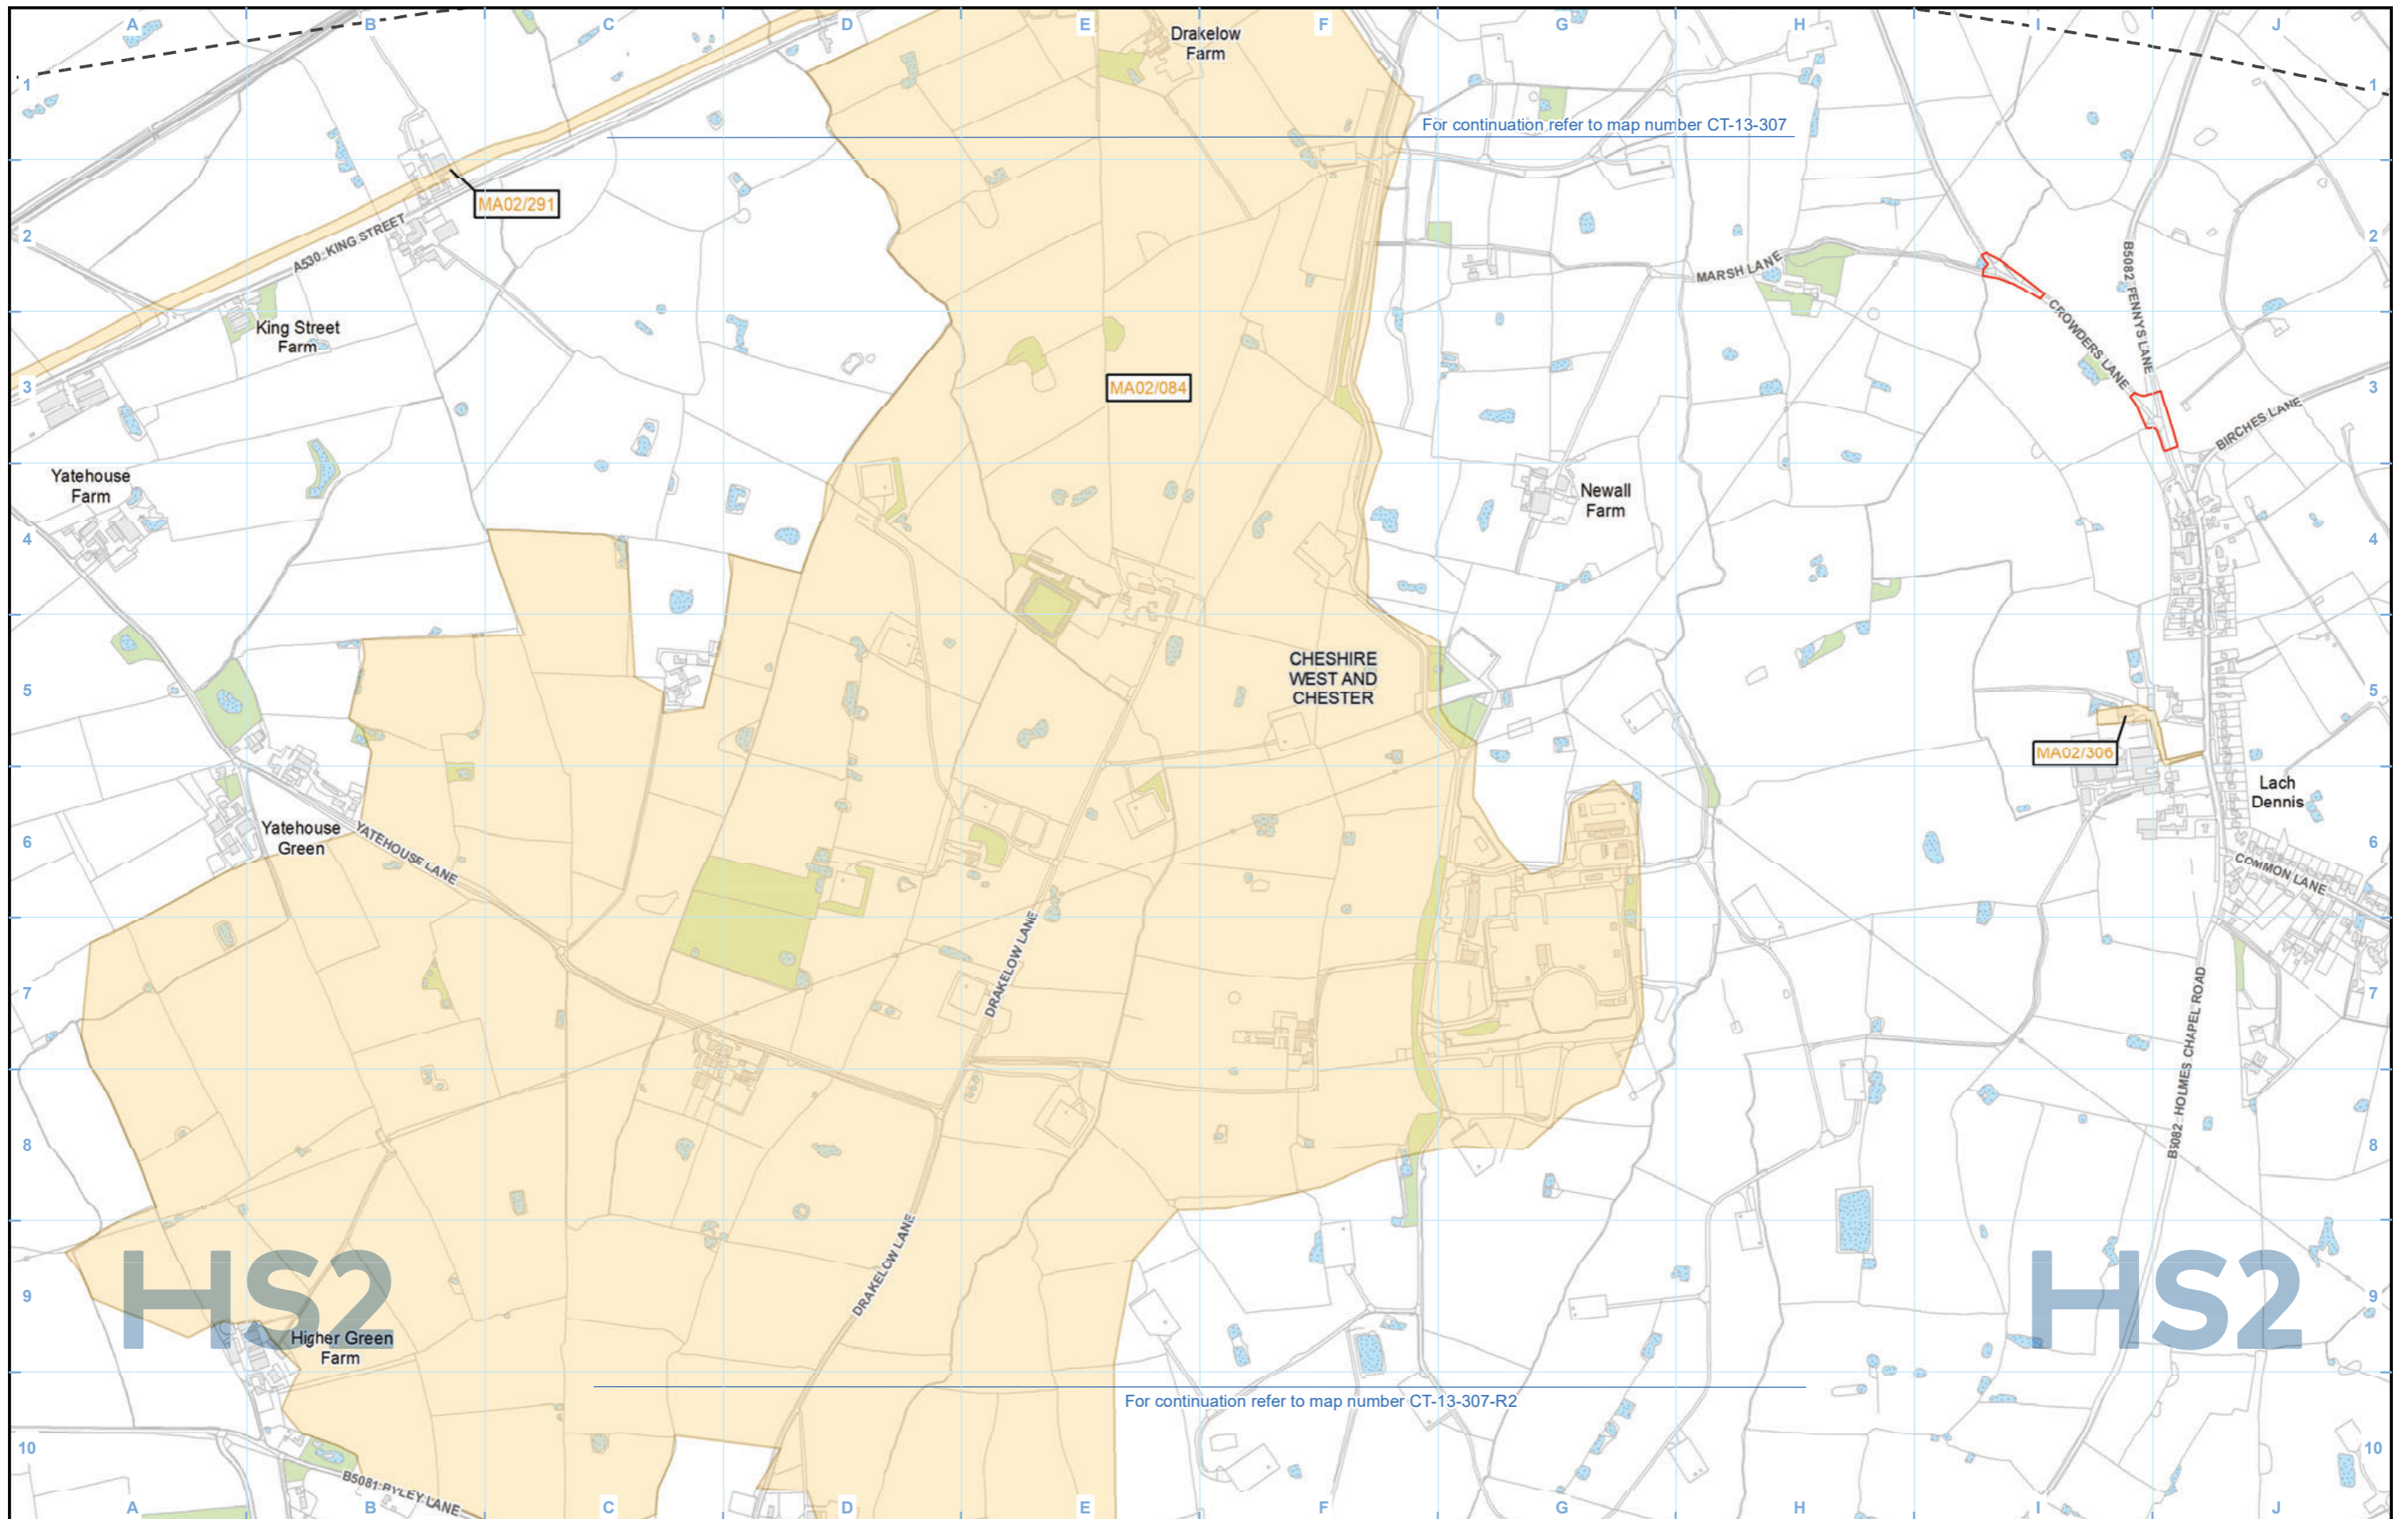 A B C D E F G H I J
Drakelow
Farm
1 1
For continuation refer to map number CT-13-307
MA02/291
2 2
A530: KING STREET
MARSH LANE
B5082 PENNYS LANE
CROWDERS LANE
King Street
Farm
3 3
MA02/084
BIRCHES LANE
Yatehouse
Farm
Newall
Farm
4 4
CHESHIRE
WEST AND
CHESTER
5 5
MA02/306
Lach
Dennis
Yatehouse
Green
YATEHOUSE LANE
6 6
COMMON LANE
DRAKELOW LANE
7 7
B5082: HOLMES CHAPEL ROAD
8 8
DRAKELOW LANE
HS2
HS2
9 9
Higher Green
Farm
For continuation refer to map number CT-13-307-R2
10 10
B5081: BYLEY LANE
A B C D E F G H I J